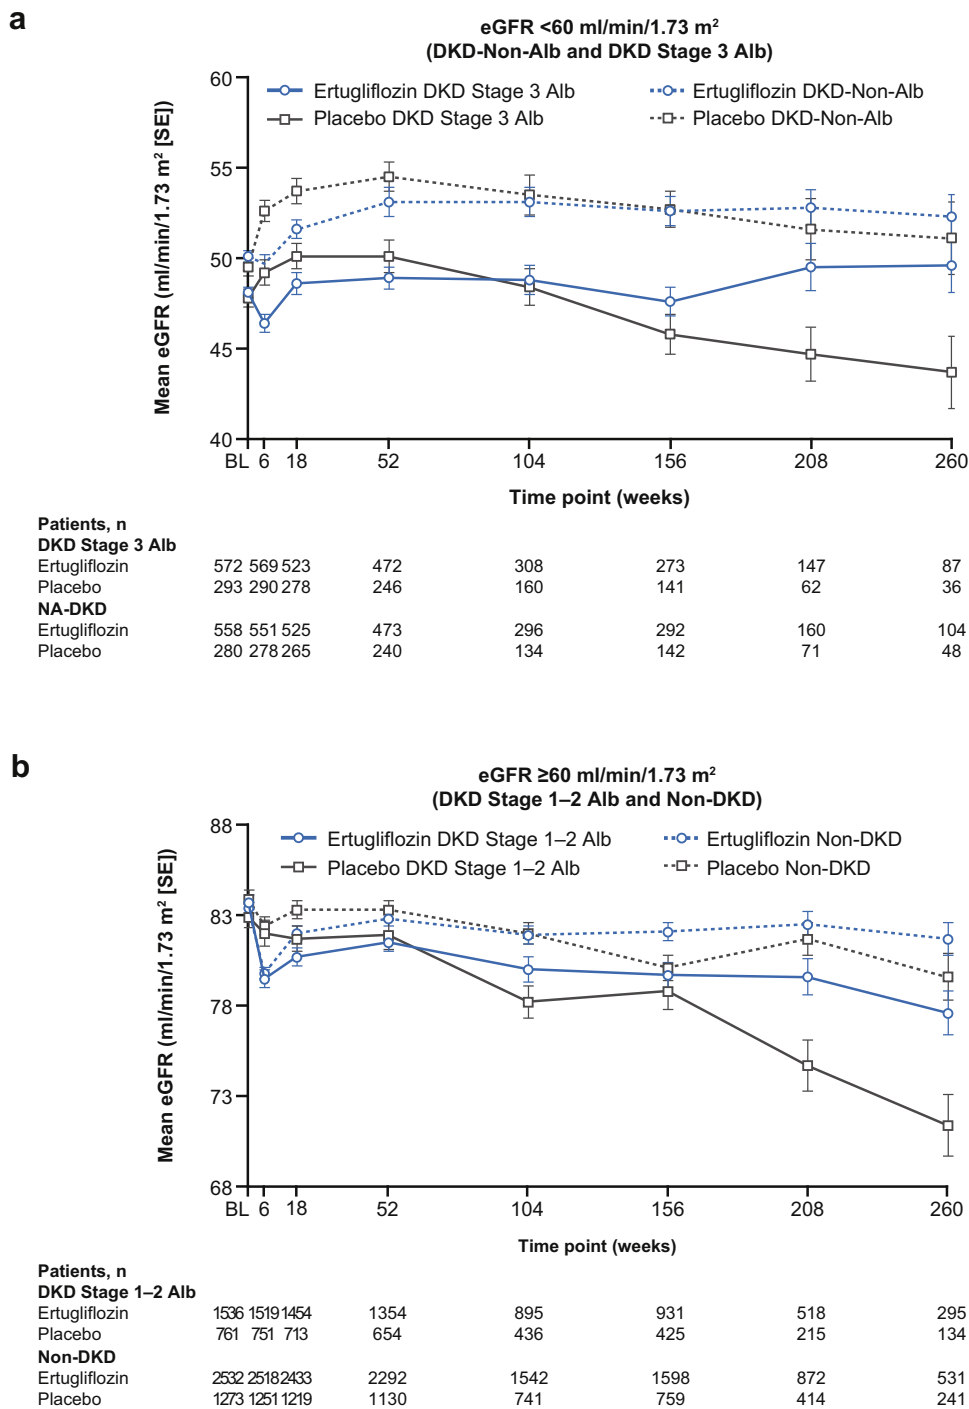 a
eGFR <60 ml/min/1.73 m²
(DKD-Non-Alb and DKD Stage 3 Alb)
Ertugliflozin DKD Stage 3 Alb
Ertugliflozin DKD-Non-Alb
Placebo DKD Stage 3 Alb
Placebo DKD-Non-Alb
Mean eGFR (ml/min/1.73 m² [SE])
60
55
50
45
40
BL 6 18 52 104 156 208 260
Time point (weeks)
Patients, n
DKD Stage 3 Alb
Ertugliflozin 572 569 523 472 308 273 147 87
Placebo 293 290 278 246 160 141 62 36
NA-DKD
Ertugliflozin 558 551 525 473 296 292 160 104
Placebo 280 278 265 240 134 142 71 48
b
eGFR ≥60 ml/min/1.73 m²
(DKD Stage 1–2 Alb and Non-DKD)
Ertugliflozin DKD Stage 1–2 Alb
Ertugliflozin Non-DKD
Placebo DKD Stage 1–2 Alb
Placebo Non-DKD
Mean eGFR (ml/min/1.73 m² [SE])
88
83
78
73
68
BL 6 18 52 104 156 208 260
Time point (weeks)
Patients, n
DKD Stage 1–2 Alb
Ertugliflozin 1536 1519 1454 1354 895 931 518 295
Placebo 761 751 713 654 436 425 215 134
Non-DKD
Ertugliflozin 2532 2518 2433 2292 1542 1598 872 531
Placebo 1273 1251 1219 1130 741 759 414 241